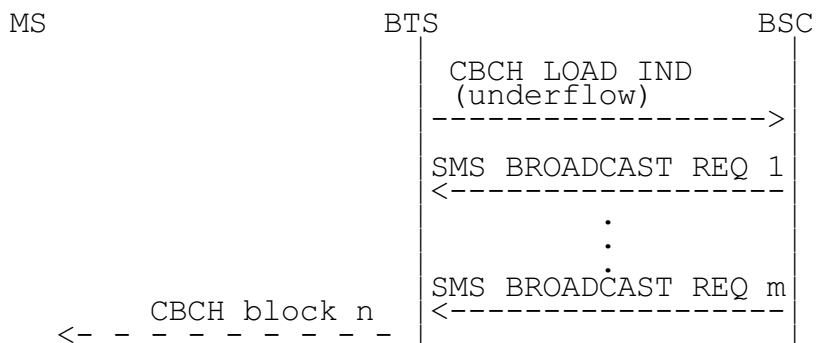 MS BTS BSC
CBCH LOAD IND
(underflow)
SMS BROADCAST REQ 1
.
.
.
SMS BROADCAST REQ m
CBCH block n